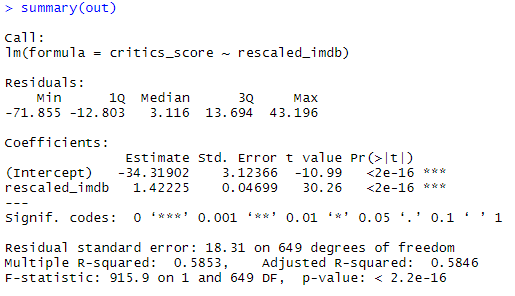 > summary(out)
Call:
lm(formula = critics_score ~ rescaled_imdb)
Residuals:
    Min      1Q  Median      3Q     Max
-71.855 -12.803   3.116  13.694  43.196
Coefficients:
               Estimate Std. Error t value Pr(>|t|)
(Intercept)   -34.31902    3.12366  -10.99   <2e-16 ***
rescaled_imdb   1.42225    0.04699   30.26   <2e-16 ***
---
Signif. codes:  0 ‘***’ 0.001 ‘**’ 0.01 ‘*’ 0.05 ‘.’ 0.1 ‘ ’ 1
Residual standard error: 18.31 on 649 degrees of freedom
Multiple R-squared:  0.5853,    Adjusted R-squared:  0.5846
F-statistic: 915.9 on 1 and 649 DF,  p-value: < 2.2e-16